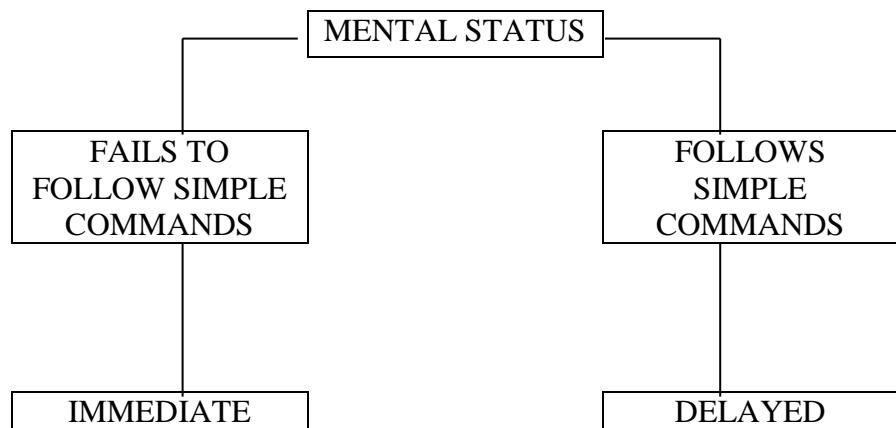 MENTAL STATUS
FAILS TO
FOLLOW SIMPLE
COMMANDS
FOLLOWS
SIMPLE
COMMANDS
IMMEDIATE
DELAYED